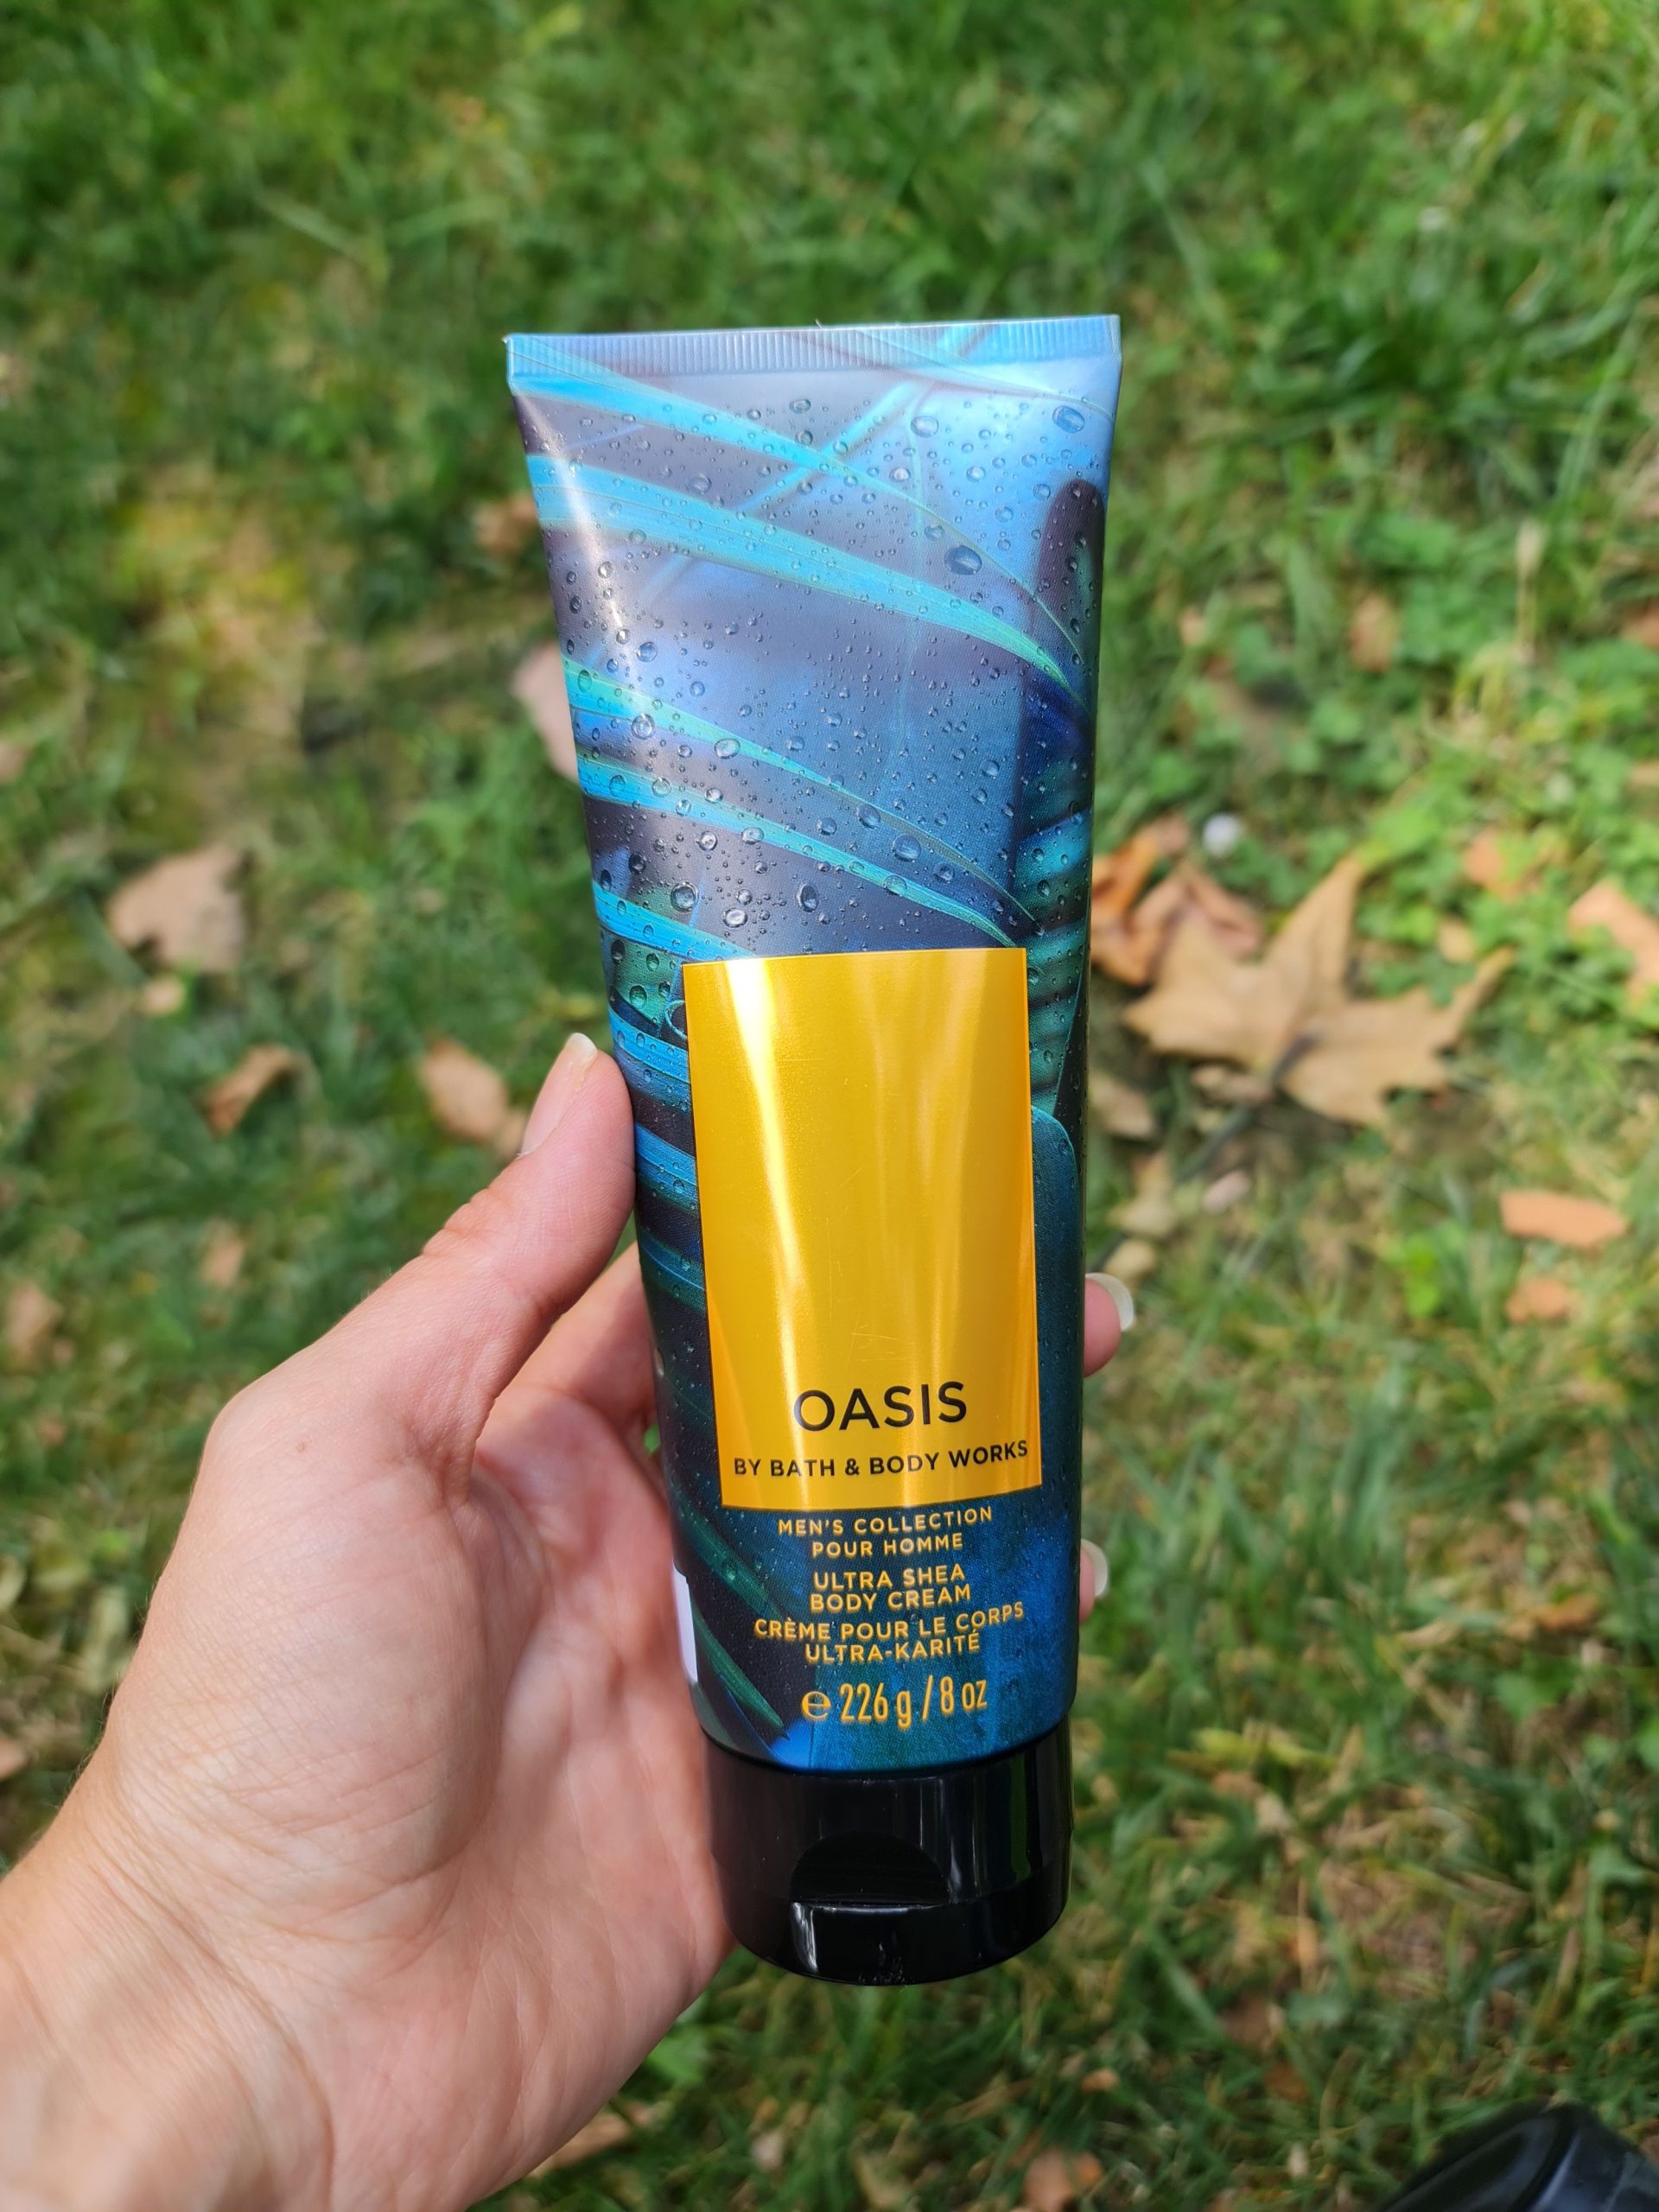 OASIS
BY BATH & BODY WORKS
MEN'S COLLECTION
POUR HOMME
ULTRA SHEA
BODY CREAM
CRÈME POUR LE CORPS
ULTRA-KARITÉ
℮ 226 g / 8 oz